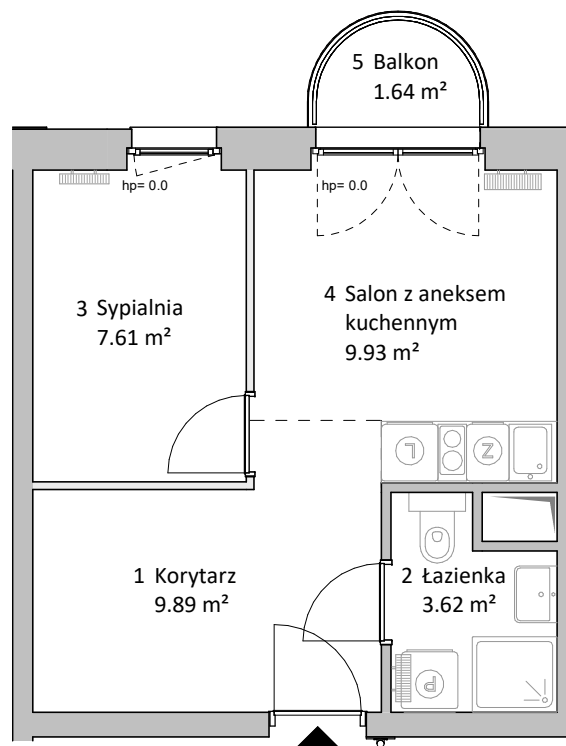 5 Balkon
1.64 m²
hp= 0.0
hp= 0.0
3 Sypialnia
7.61 m²
4 Salon z aneksem
kuchennym
9.93 m²
L
Z
1 Korytarz
9.89 m²
2 Łazienka
3.62 m²
P